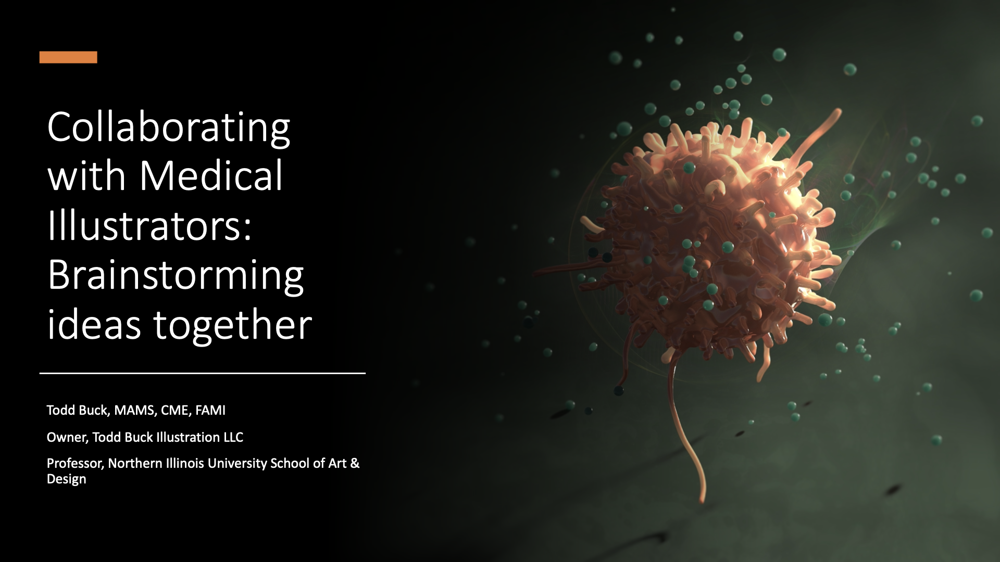 Collaborating
with Medical
Illustrators:
Brainstorming
ideas together
Todd Buck, MAMS, CME, FAMI
Owner, Todd Buck Illustration LLC
Professor, Northern Illinois University School of Art &
Design